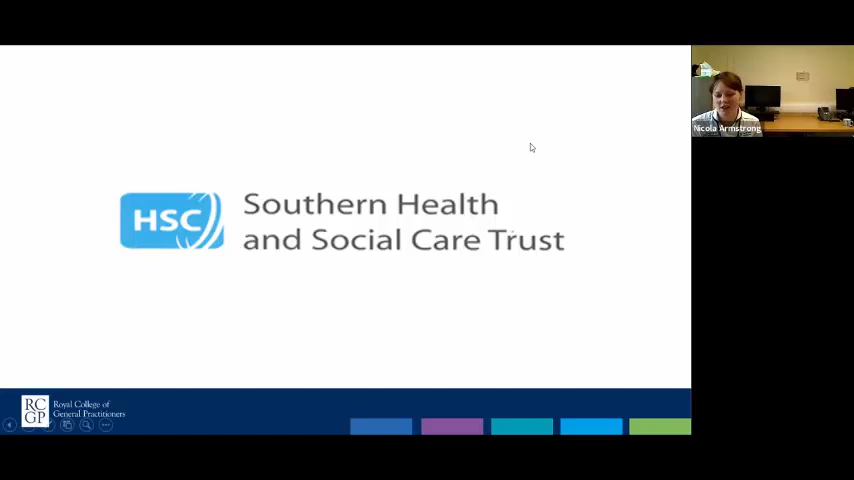 HSC
Southern Health
and Social Care Trust
Nicola Armstrong
RC
GP
Royal College of
General Practitioners